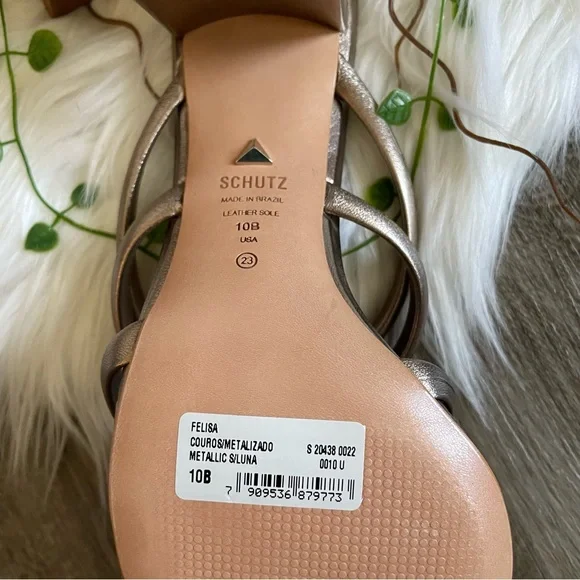 SCHUTZ
MADE IN BRAZIL
LEATHER SOLE
10B
USA
23
FELISA
COUROS/METALIZADO S 20438 0022
METALLIC S/LUNA 0010 U
10B
7 909536 879773